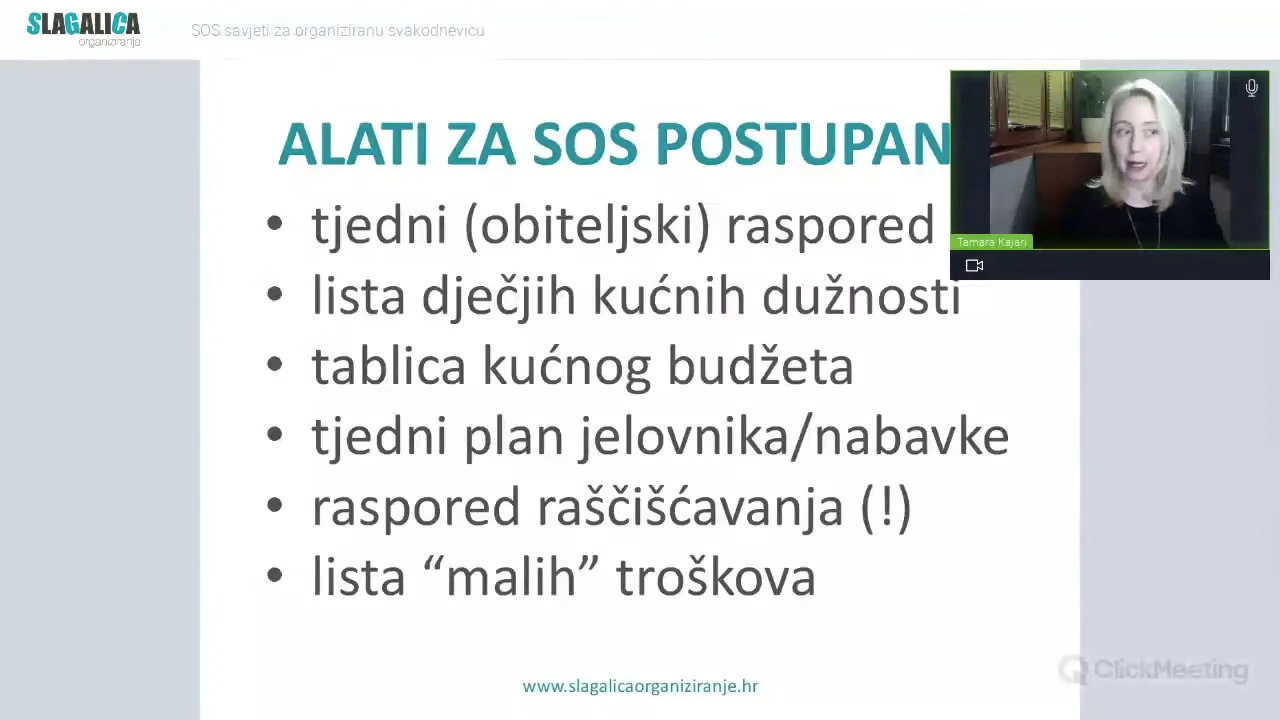 SLAGALICA
organiziranje
SOS savjeti za organiziranu svakodnevicu
ALATI ZA SOS POSTUPAN
• tjedni (obiteljski) raspored
• lista dječjih kućnih dužnosti
• tablica kućnog budžeta
• tjedni plan jelovnika/nabavke
• raspored raščišćavanja (!)
• lista “malih” troškova
Tamara Kajari
www.slagalicaorganiziranje.hr
ClickMeeting